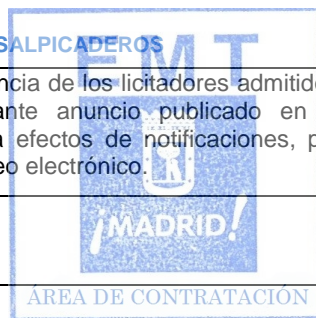 SALPICADEROS
EMT
ncia de los licitadores admitid
ante anuncio publicado en
a efectos de notificaciones, p
eo electrónico.
¡MADRID!
ÁREA DE CONTRATACIÓN